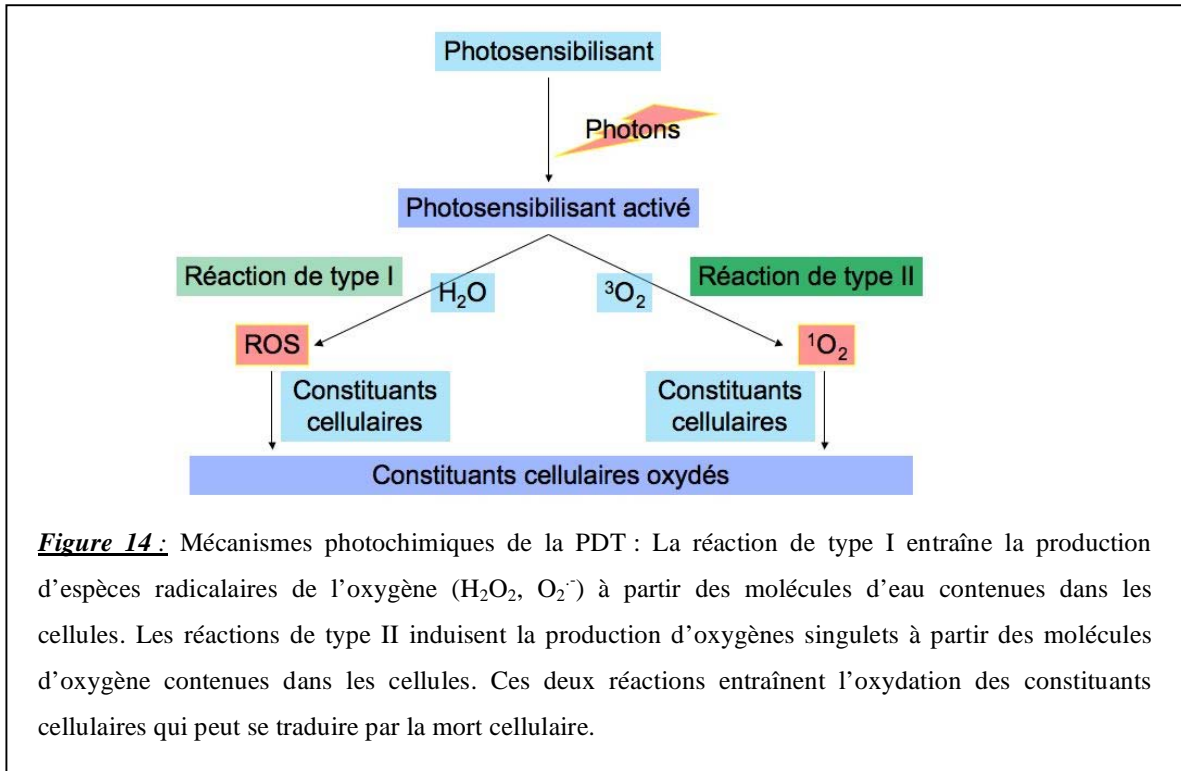 Photosensibilisant
Photons
Photosensibilisant activé
Réaction de type I
H₂O
³O₂
Réaction de type II
ROS
¹O₂
Constituants
cellulaires
Constituants
cellulaires
Constituants cellulaires oxydés
Figure 14 : Mécanismes photochimiques de la PDT : La réaction de type I entraîne la production
d’espèces radicalaires de l’oxygène (H₂O₂, O₂·⁻) à partir des molécules d’eau contenues dans les
cellules. Les réactions de type II induisent la production d’oxygènes singulets à partir des molécules
d’oxygène contenues dans les cellules. Ces deux réactions entraînent l’oxydation des constituants
cellulaires qui peut se traduire par la mort cellulaire.